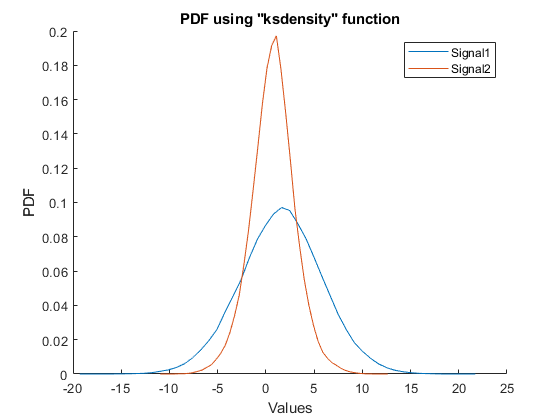 PDF using "ksdensity" function
Signal1
Signal2
0.2
0.18
0.16
0.14
0.12
0.1
0.08
0.06
0.04
0.02
0
PDF
-20 -15 -10 -5 0 5 10 15 20 25
Values